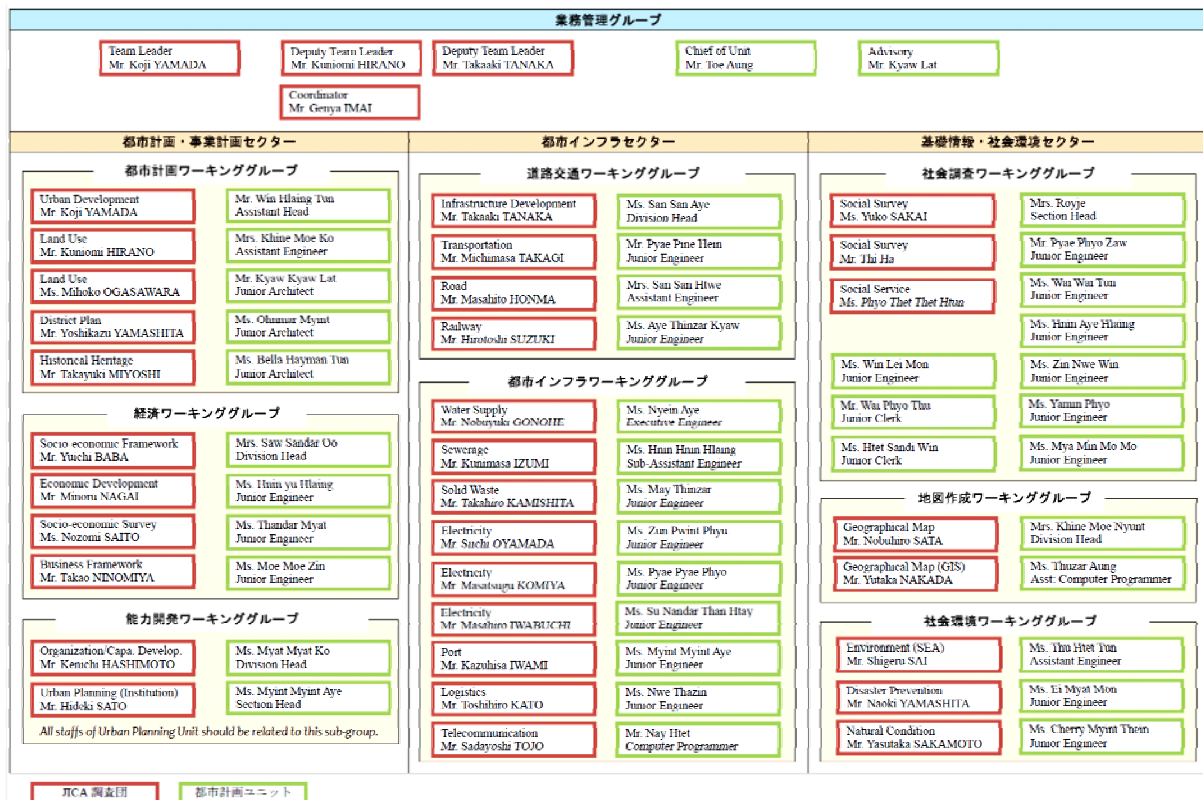 業務管理グループ
Team Leader
Mr. Koji YAMADA
Deputy Team Leader
Mr. Kuniomi HIRANO
Deputy Team Leader
Mr. Takaaki TANAKA
Chief of Unit
Mr. Toe Aung
Advisory
Mr. Kyaw Lat
Coordinator
Mr. Genya IMAI
都市計画・事業計画セクター
都市計画ワーキンググループ
Urban Development
Mr. Koji YAMADA
Mr. Win Hlaing Tun
Assistant Head
Land Use
Mr. Kuniomi HIRANO
Mrs. Khine Moe Ko
Assistant Engineer
Land Use
Ms. Mihoko OGASAWARA
Mr. Kyaw Kyaw Lat
Junior Architect
District Plan
Mr. Yoshikazu YAMASHITA
Ms. Ohnmar Myint
Junior Architect
Historical Heritage
Mr. Takayuki MIYOSHI
Ms. Bella Hayman Tun
Junior Architect
経済ワーキンググループ
Socio-economic Framework
Mr. Yuichi BABA
Mrs. Saw Sandar Oo
Division Head
Economic Development
Mr. Minoru NAGAI
Ms. Hnin yu Hlaing
Junior Engineer
Socio-economic Survey
Ms. Nozomi SAITO
Ms. Thandar Myat
Junior Engineer
Business Framework
Mr. Takao NINOMIYA
Ms. Moe Moe Zin
Junior Engineer
能力開発ワーキンググループ
Organization/Capa. Develop.
Mr. Kenichi HASHIMOTO
Ms. Myat Myat Ko
Division Head
Urban Planning (Institution)
Mr. Hideki SATO
Ms. Myint Myint Aye
Section Head
All staffs of Urban Planning Unit should be related to this sub-group.
都市インフラセクター
道路交通ワーキンググループ
Infrastructure Development
Mr. Takaaki TANAKA
Ms. San San Aye
Division Head
Transportation
Mr. Michimasa TAKAGI
Mr. Pyae Pine Hein
Junior Engineer
Road
Mr. Masahito HONMA
Mrs. San San Htwe
Assistant Engineer
Railway
Mr. Hirotoshi SUZUKI
Ms. Aye Thinzar Kyaw
Junior Engineer
都市インフラワーキンググループ
Water Supply
Mr. Nobuyuki GONOHE
Ms. Nyein Aye
Executive Engineer
Sewerage
Mr. Kunimasa IZUMI
Ms. Hnin Hnin Hlaing
Sub-Assistant Engineer
Solid Waste
Mr. Takahiro KAMISHITA
Ms. May Thinzar
Junior Engineer
Electricity
Mr. Suchi OYAMADA
Ms. Zun Pwint Phyu
Junior Engineer
Electricity
Mr. Masatsugu KOMIYA
Ms. Pyae Pyae Phyo
Junior Engineer
Electricity
Mr. Masahiro IWABUCHI
Ms. Su Nandar Than Htay
Junior Engineer
Port
Mr. Kazuhisa IWAMI
Ms. Myint Myint Aye
Junior Engineer
Logistics
Mr. Toshihiro KATO
Ms. Nwe Thazin
Junior Engineer
Telecommunication
Mr. Sadayoshi TOJO
Mr. Nay Htet
Computer Programmer
基礎情報・社会環境セクター
社会調査ワーキンググループ
Social Survey
Ms. Yuko SAKAI
Mrs. Royje
Section Head
Social Survey
Mr. Thi Ha
Mr. Pyae Phyo Zaw
Junior Engineer
Social Service
Ms. Phyo Thet Thet Htun
Ms. Wai Wai Tun
Junior Engineer
Ms. Hnin Aye Hlaing
Junior Engineer
Ms. Win Lei Mon
Junior Engineer
Ms. Zin Nwe Win
Junior Engineer
Mr. Wai Phyo Thu
Junior Clerk
Ms. Yamin Phyo
Junior Engineer
Ms. Htet Sandi Win
Junior Clerk
Ms. Mya Min Mo Mo
Junior Engineer
地図作成ワーキンググループ
Geographical Map
Mr. Nobuhiro SATA
Mrs. Khine Moe Nyunt
Division Head
Geographical Map (GIS)
Mr. Yutaka NAKADA
Ms. Thuzar Aung
Asst: Computer Programmer
社会環境ワーキンググループ
Environment (SEA)
Mr. Shigeru SAI
Ms. Thu Htet Tun
Assistant Engineer
Disaster Prevention
Mr. Naoki YAMASHITA
Ms. Ei Myat Mon
Junior Engineer
Natural Condition
Mr. Yasutaka SAKAMOTO
Ms. Cherry Myint Thein
Junior Engineer
JICA 調査団
都市計画ユニット